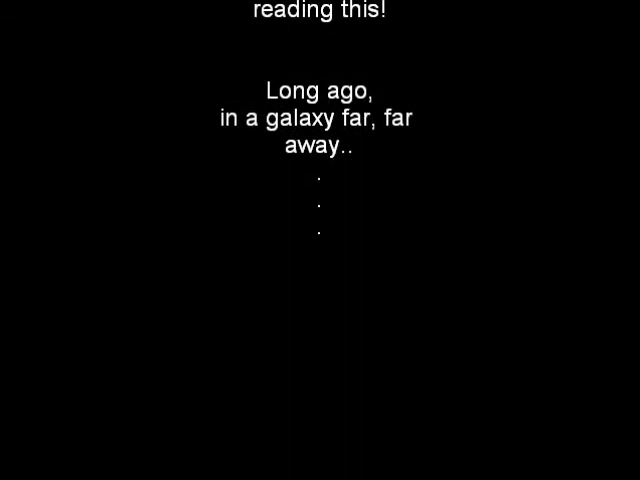 reading this!
Long ago,
in a galaxy far, far
away..
.
.
.